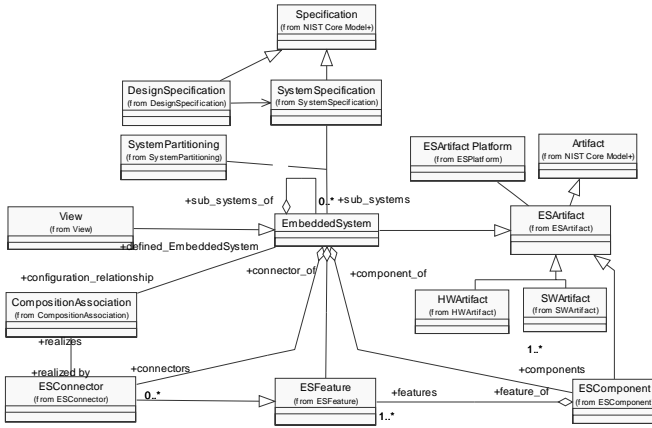 Specification
(from NIST Core Model+)
DesignSpecification
(from DesignSpecification)
SystemSpecification
(from SystemSpecification)
SystemPartitioning
(from SystemPartitioning)
ESArtifact Platform
(from ESPlatform)
Artifact
(from NIST Core Model+)
+sub_systems_of
0..*
+sub_systems
View
(from View)
EmbeddedSystem
ESArtifact
(from ESArtifact)
+defined_EmbeddedSystem
+configuration_relationship
+connector_of
+component_of
CompositionAssociation
(from CompositionAssociation)
HWArtifact
(from HWArtifact)
SWArtifact
(from SWArtifact)
+realizes
1..*
+realized by
+connectors
+components
ESConnector
(from ESConnector)
0..*
ESFeature
(from ESFeature)
+features
1..*
+feature_of
ESComponent
(from ESComponent)